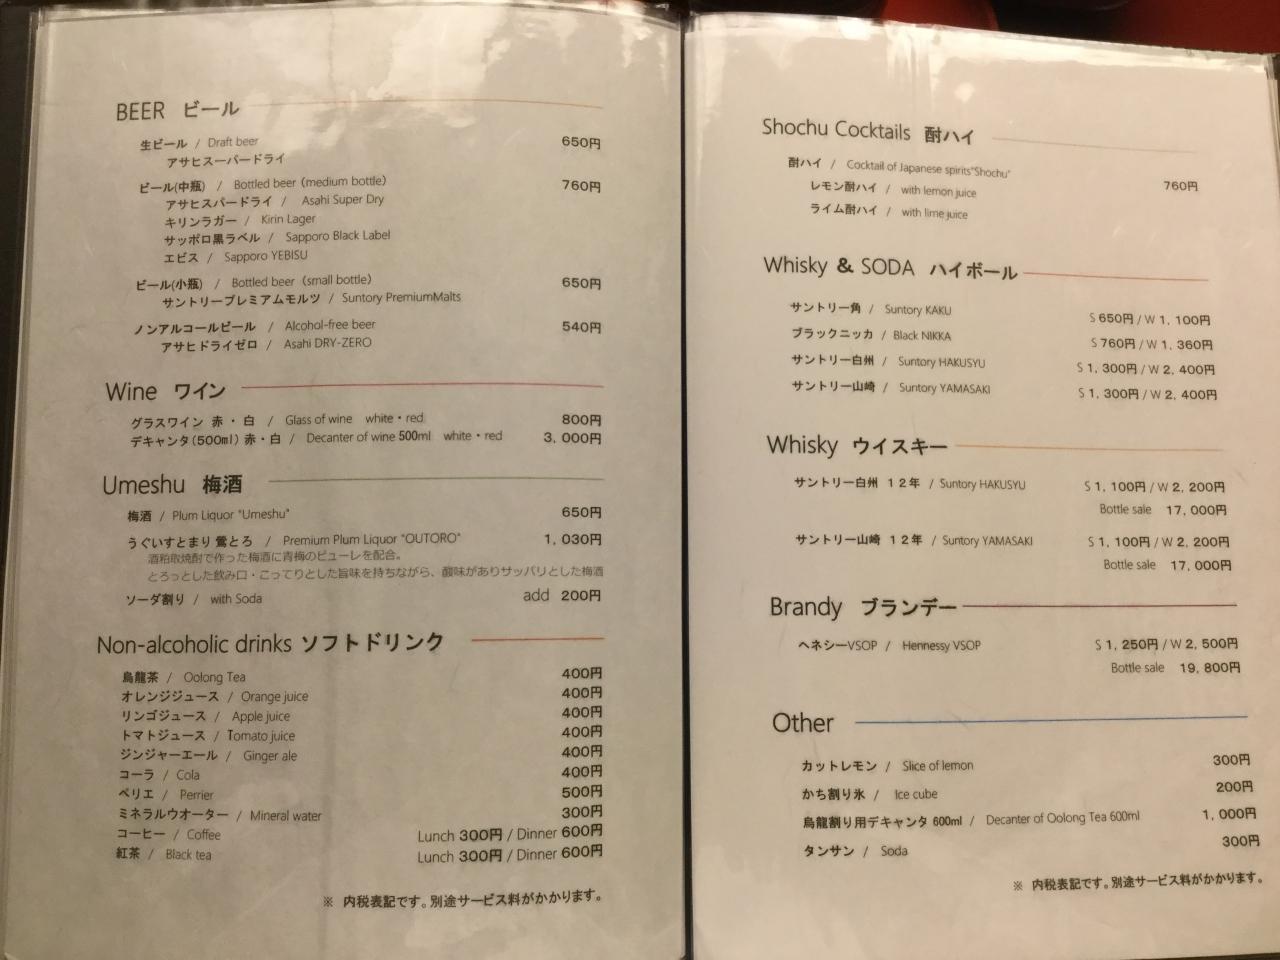 BEER ビール
生ビール / Draft beer 650円
アサヒスーパードライ
ビール(中瓶) / Bottled beer (medium bottle) 760円
アサヒスパードライ / Asahi Super Dry
キリンラガー / Kirin Lager
サッポロ黒ラベル / Sapporo Black Label
エビス / Sapporo YEBISU
ビール(小瓶) / Bottled beer (small bottle) 650円
サントリープレミアムモルツ / Suntory PremiumMalts
ノンアルコールビール / Alcohol-free beer 540円
アサヒドライゼロ / Asahi DRY-ZERO
Wine ワイン
グラスワイン 赤・白 / Glass of wine white・red 800円
デキャンタ(500ml) 赤・白 / Decanter of wine 500ml white・red 3,000円
Umeshu 梅酒
梅酒 / Plum Liquor "Umeshu" 650円
うぐいすとまり 鶯とろ / Premium Plum Liquor "OUTORO" 1,030円
酒粕取焼酎で作った梅酒に青梅のピューレを配合。
とろっとした飲み口・こってりとした旨味を持ちながら、酸味がありサッパリとした梅酒
ソーダ割り / with Soda add 200円
Non-alcoholic drinks ソフトドリンク
烏龍茶 / Oolong Tea 400円
オレンジジュース / Orange juice 400円
リンゴジュース / Apple juice 400円
トマトジュース / Tomato juice 400円
ジンジャーエール / Ginger ale 400円
コーラ / Cola 400円
ペリエ / Perrier 500円
ミネラルウオーター / Mineral water 300円
コーヒー / Coffee Lunch 300円 / Dinner 600円
紅茶 / Black tea Lunch 300円 / Dinner 600円
※ 内税表記です。別途サービス料がかかります。
Shochu Cocktails 酎ハイ
酎ハイ / Cocktail of Japanese spirits"Shochu" 760円
レモン酎ハイ / with lemon juice
ライム酎ハイ / with lime juice
Whisky & SODA ハイボール
サントリー角 / Suntory KAKU S 650円 / W 1,100円
ブラックニッカ / Black NIKKA S 760円 / W 1,360円
サントリー白州 / Suntory HAKUSYU S 1,300円 / W 2,400円
サントリー山崎 / Suntory YAMASAKI S 1,300円 / W 2,400円
Whisky ウイスキー
サントリー白州 12年 / Suntory HAKUSYU S 1,100円 / W 2,200円
Bottle sale 17,000円
サントリー山崎 12年 / Suntory YAMASAKI S 1,100円 / W 2,200円
Bottle sale 17,000円
Brandy ブランデー
ヘネシーVSOP / Hennessy VSOP S 1,250円 / W 2,500円
Bottle sale 19,800円
Other
カットレモン / Slice of lemon 300円
かち割り氷 / Ice cube 200円
烏龍割り用デキャンタ 600ml / Decanter of Oolong Tea 600ml 1,000円
タンサン / Soda 300円
※ 内税表記です。別途サービス料がかかります。